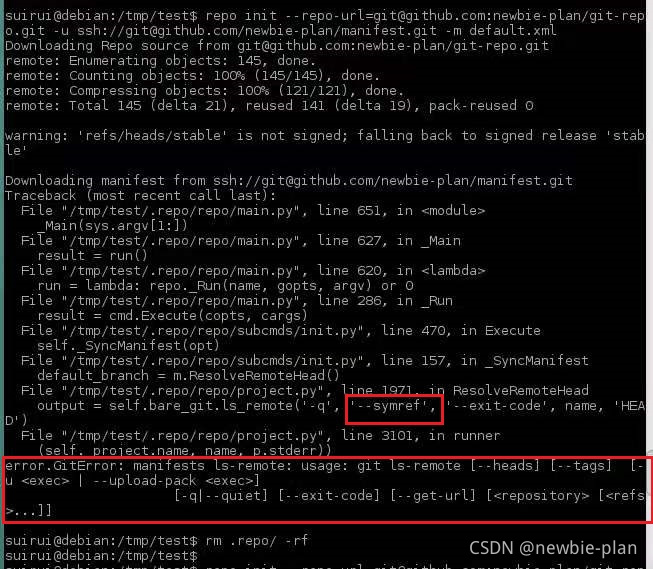 suirui@debian:/tmp/test$ repo init --repo-url=git@github.com:newbie-plan/git-rep
o.git -u ssh://git@github.com/newbie-plan/manifest.git -m default.xml
Downloading Repo source from git@github.com:newbie-plan/git-repo.git
remote: Enumerating objects: 145, done.
remote: Counting objects: 100% (145/145), done.
remote: Compressing objects: 100% (121/121), done.
remote: Total 145 (delta 21), reused 141 (delta 19), pack-reused 0
warning: 'refs/heads/stable' is not signed; falling back to signed release 'stab
le'
Downloading manifest from ssh://git@github.com/newbie-plan/manifest.git
Traceback (most recent call last):
File "/tmp/test/.repo/repo/main.py", line 651, in <module>
_Main(sys.argv[1:])
File "/tmp/test/.repo/repo/main.py", line 627, in _Main
result = run()
File "/tmp/test/.repo/repo/main.py", line 620, in <lambda>
run = lambda: repo._Run(name, gopts, argv) or 0
File "/tmp/test/.repo/repo/main.py", line 286, in _Run
result = cmd.Execute(copts, cargs)
File "/tmp/test/.repo/repo/subcmds/init.py", line 470, in Execute
self._SyncManifest(opt)
File "/tmp/test/.repo/repo/subcmds/init.py", line 157, in _SyncManifest
default_branch = m.ResolveRemoteHead()
File "/tmp/test/.repo/repo/project.py", line 1971, in ResolveRemoteHead
output = self.bare_git.ls_remote('-q', '--symref', '--exit-code', name, 'HEA
D')
File "/tmp/test/.repo/repo/project.py", line 3101, in runner
(self._project.name, name, p.stderr))
error.GitError: manifests ls-remote: usage: git ls-remote [--heads] [--tags]  [-
u <exec> | --upload-pack <exec>]
[-q|--quiet] [--exit-code] [--get-url] [<repository> [<refs
>...]]
suirui@debian:/tmp/test$ rm .repo/ -rf
suirui@debian:/tmp/test$
CSDN @newbie-plan